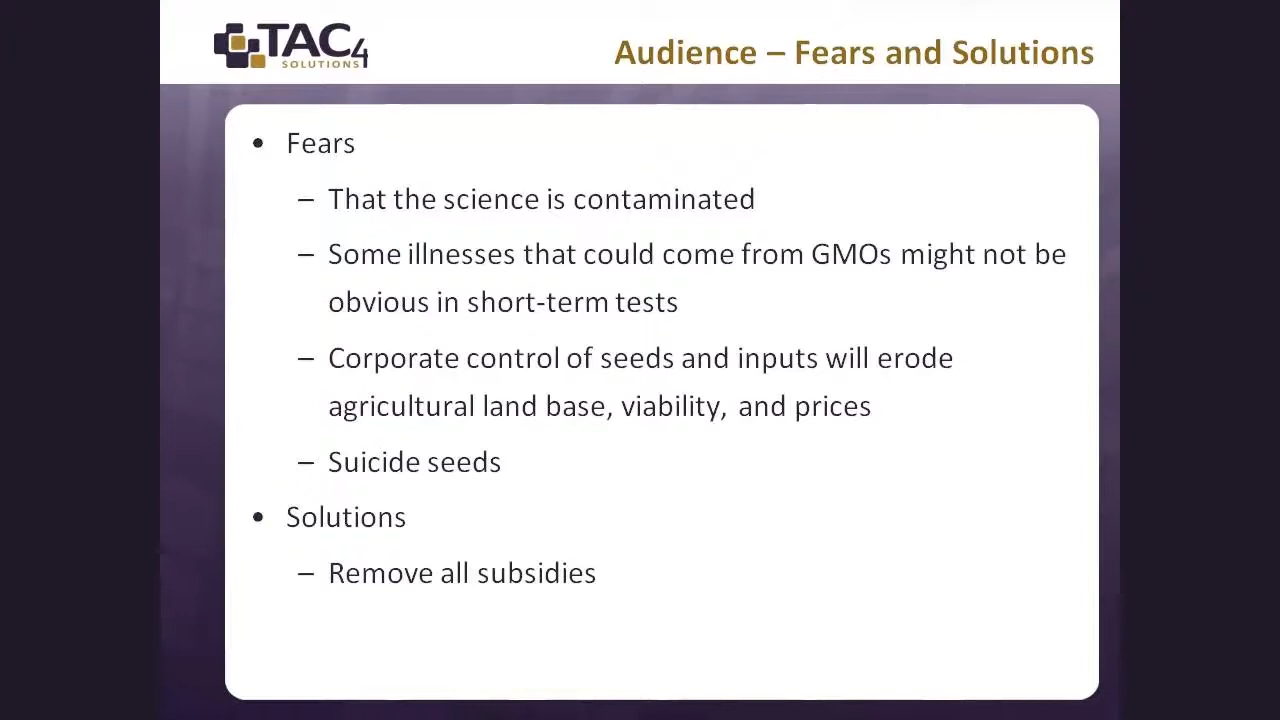 TAC4
SOLUTIONS
Audience – Fears and Solutions
• Fears
– That the science is contaminated
– Some illnesses that could come from GMOs might not be
obvious in short-term tests
– Corporate control of seeds and inputs will erode
agricultural land base, viability, and prices
– Suicide seeds
• Solutions
– Remove all subsidies